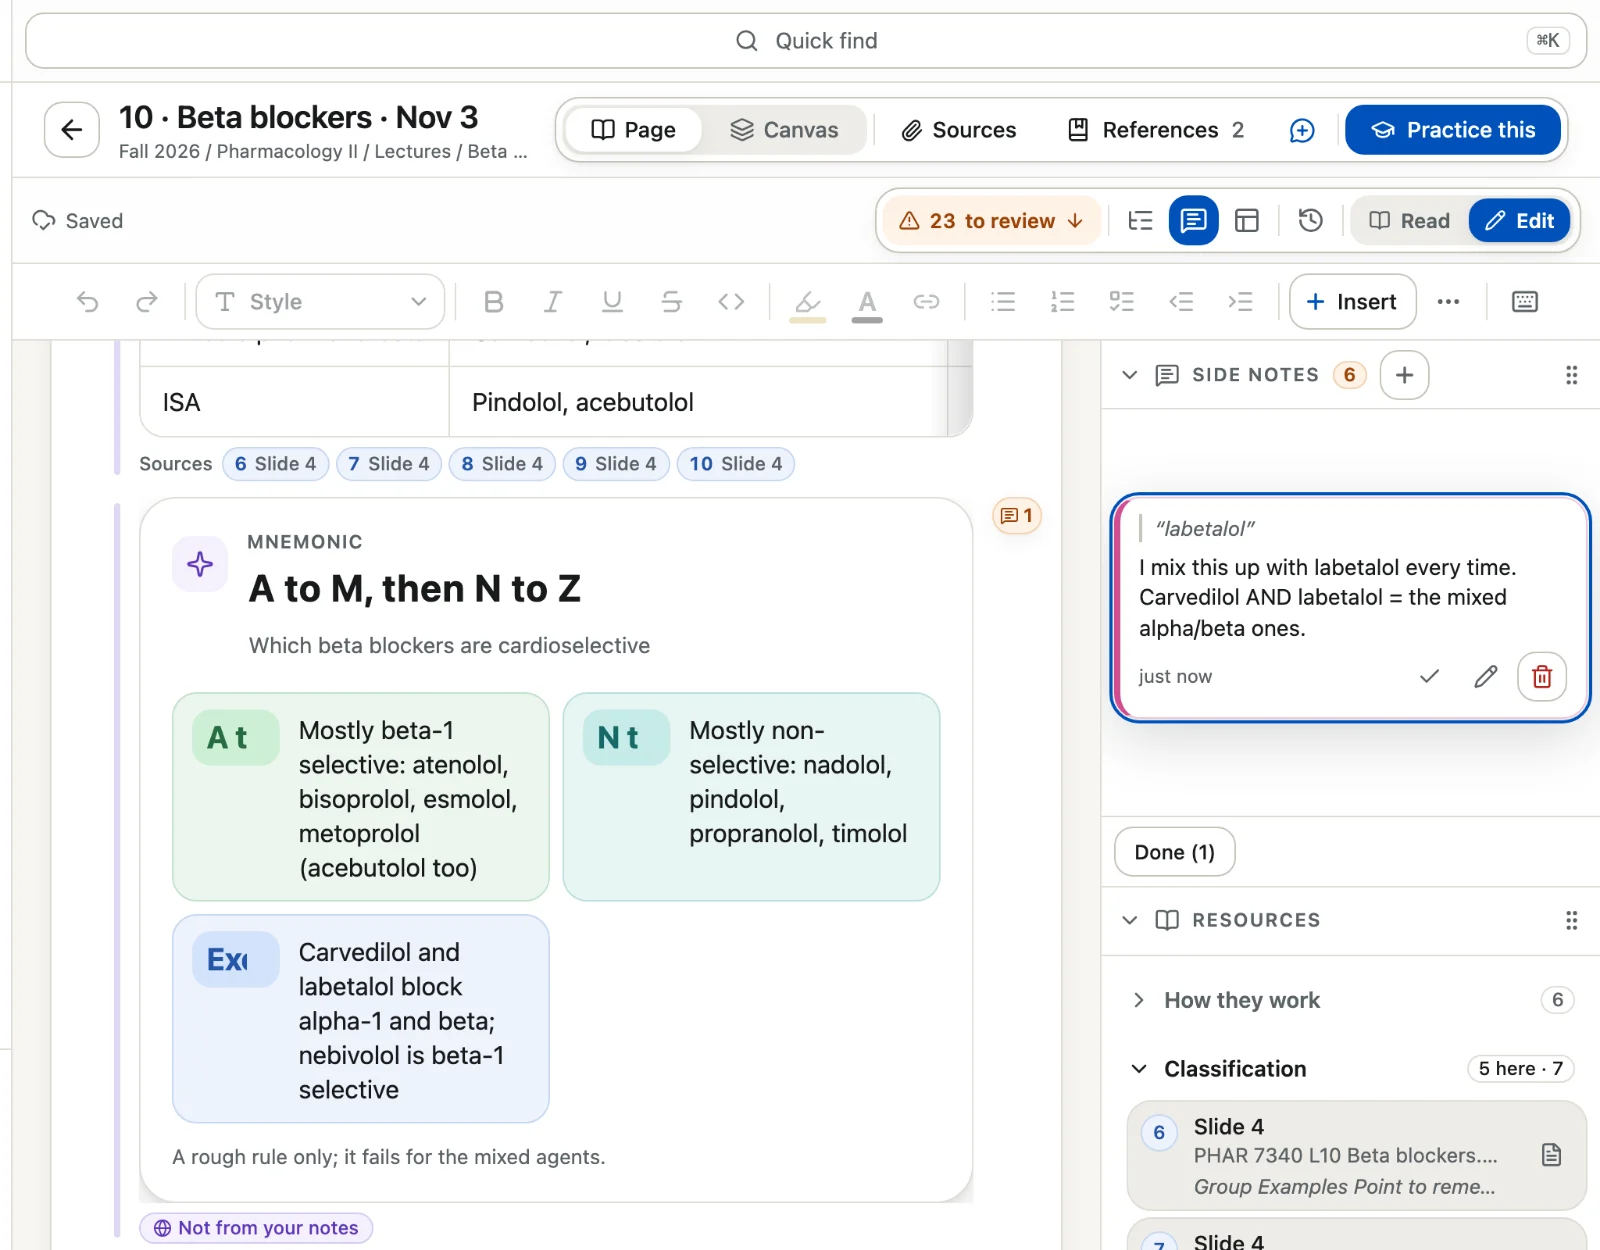 Quick find
⌘K
10 · Beta blockers · Nov 3
Fall 2026 / Pharmacology II / Lectures / Beta ...
Page
Canvas
Sources
References 2
Practice this
Saved
23 to review
Read
Edit
Style
Insert
ISA
Pindolol, acebutolol
Sources
6 Slide 4
7 Slide 4
8 Slide 4
9 Slide 4
10 Slide 4
1
MNEMONIC
A to M, then N to Z
Which beta blockers are cardioselective
A t
Mostly beta-1
selective: atenolol,
bisoprolol, esmolol,
metoprolol
(acebutolol too)
N t
Mostly non-
selective: nadolol,
pindolol,
propranolol, timolol
Exc
Carvedilol and
labetalol block
alpha-1 and beta;
nebivolol is beta-1
selective
A rough rule only; it fails for the mixed agents.
Not from your notes
SIDE NOTES 6
“labetalol”
I mix this up with labetalol every time.
Carvedilol AND labetalol = the mixed
alpha/beta ones.
just now
Done (1)
RESOURCES
How they work 6
Classification 5 here · 7
6 Slide 4
PHAR 7340 L10 Beta blockers....
Group Examples Point to reme...
7 Slide 4